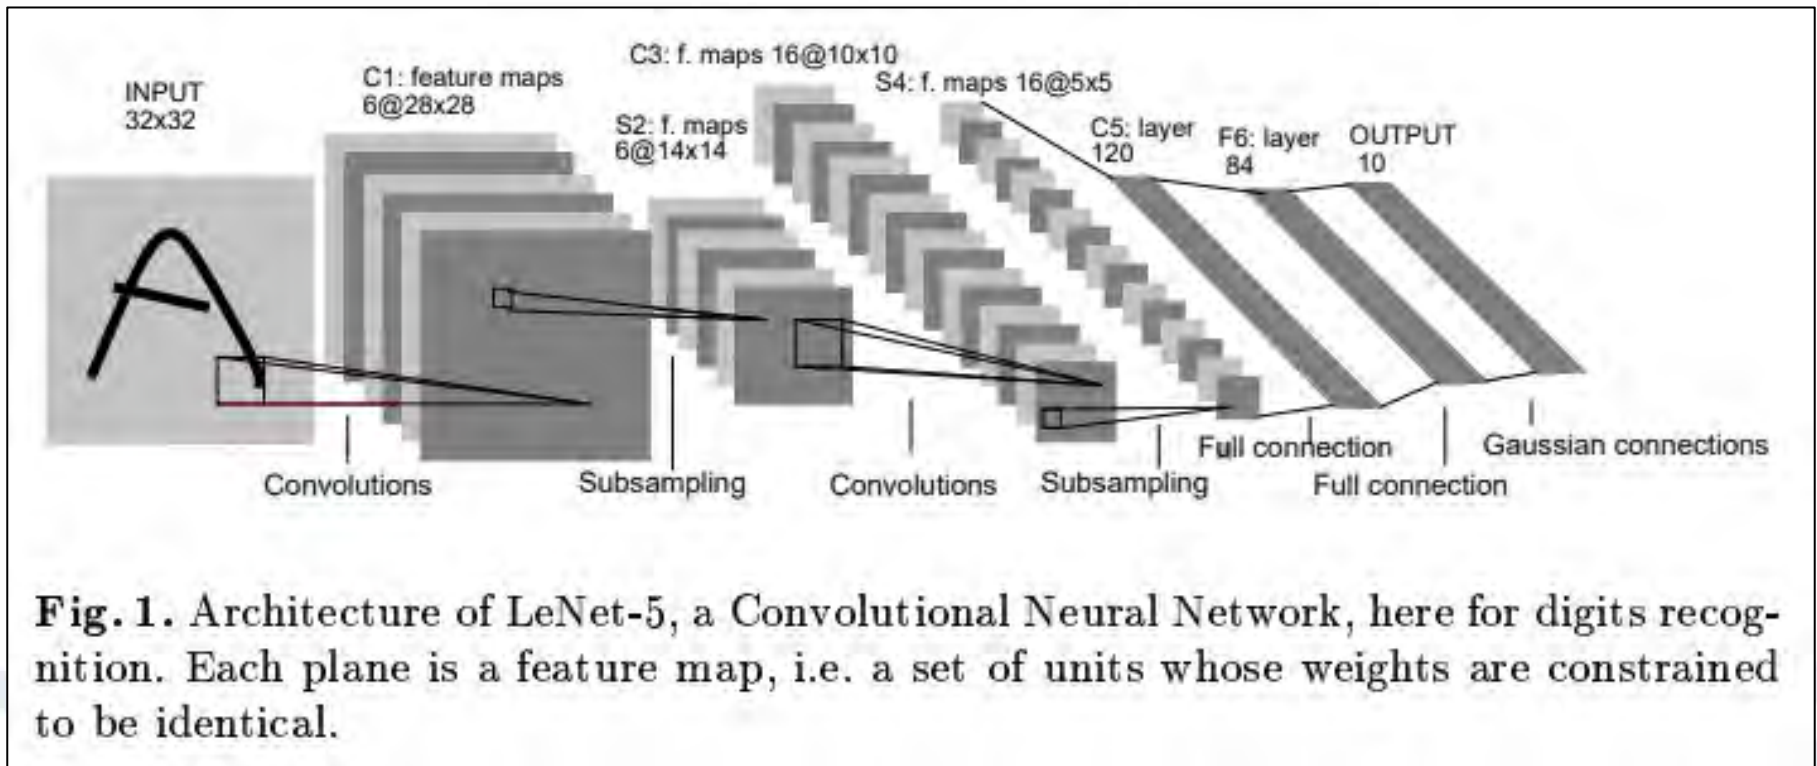 INPUT
32x32
C1: feature maps
6@28x28
S2: f. maps
6@14x14
C3: f. maps 16@10x10
S4: f. maps 16@5x5
C5: layer
120
F6: layer
84
OUTPUT
10
Convolutions
Subsampling
Convolutions
Subsampling
Full connection
Full connection
Gaussian connections
Fig. 1. Architecture of LeNet-5, a Convolutional Neural Network, here for digits recog-
nition. Each plane is a feature map, i.e. a set of units whose weights are constrained
to be identical.